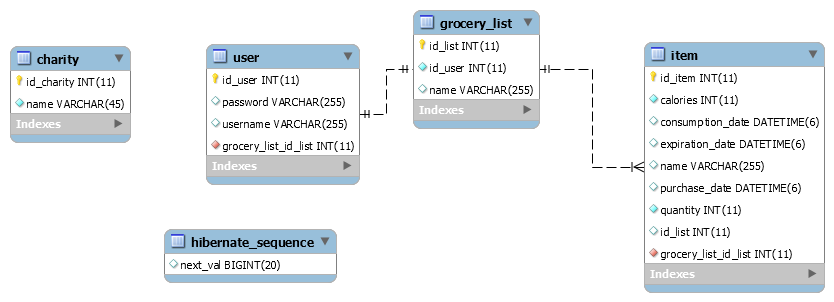 charity
id_charity INT(11)
name VARCHAR(45)
Indexes
user
id_user INT(11)
password VARCHAR(255)
username VARCHAR(255)
grocery_list_id_list INT(11)
Indexes
grocery_list
id_list INT(11)
id_user INT(11)
name VARCHAR(255)
Indexes
item
id_item INT(11)
calories INT(11)
consumption_date DATETIME(6)
expiration_date DATETIME(6)
name VARCHAR(255)
purchase_date DATETIME(6)
quantity INT(11)
id_list INT(11)
grocery_list_id_list INT(11)
Indexes
hibernate_sequence
next_val BIGINT(20)